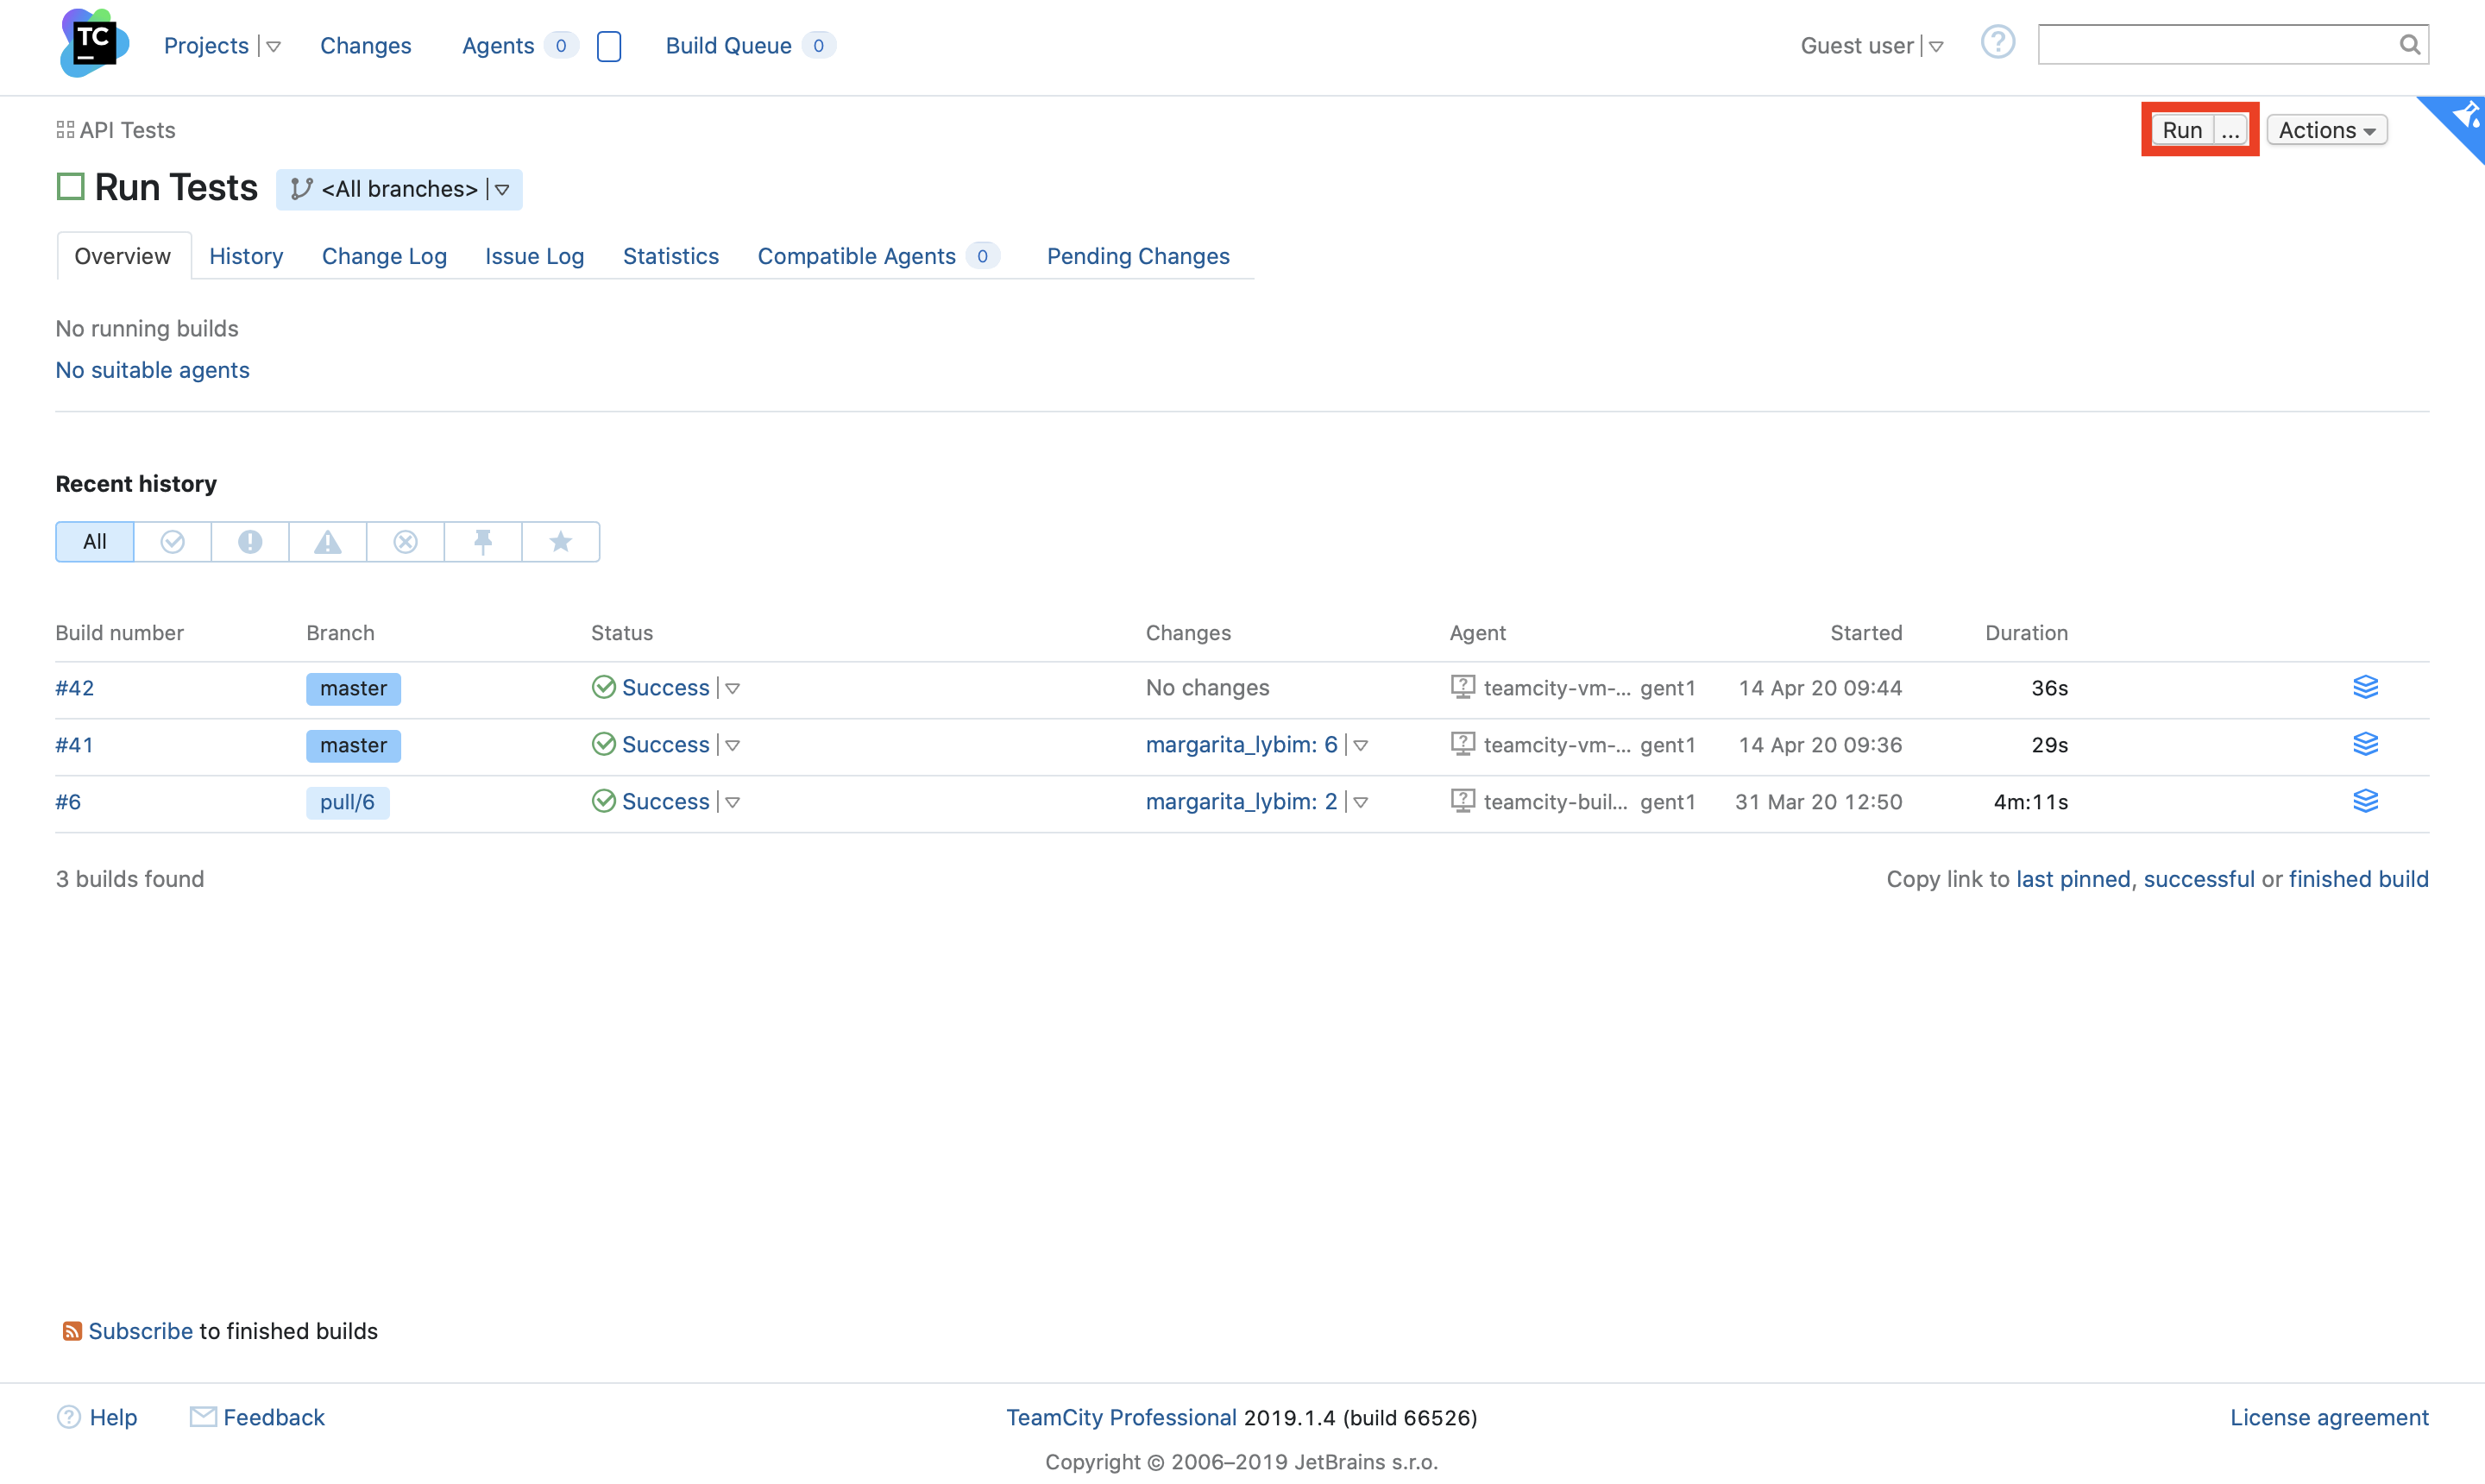 TC
Projects
Changes
Agents 0
Build Queue 0
Guest user
API Tests
Run ...
Actions
Run Tests
<All branches>
Overview
History
Change Log
Issue Log
Statistics
Compatible Agents 0
Pending Changes
No running builds
No suitable agents
Recent history
All
Build number Branch Status Changes Agent Started Duration
#42 master Success No changes teamcity-vm-... gent1 14 Apr 20 09:44 36s
#41 master Success margarita_lybim: 6 teamcity-vm-... gent1 14 Apr 20 09:36 29s
#6 pull/6 Success margarita_lybim: 2 teamcity-buil... gent1 31 Mar 20 12:50 4m:11s
3 builds found
Copy link to last pinned, successful or finished build
Subscribe to finished builds
Help
Feedback
TeamCity Professional 2019.1.4 (build 66526)
License agreement
Copyright © 2006–2019 JetBrains s.r.o.